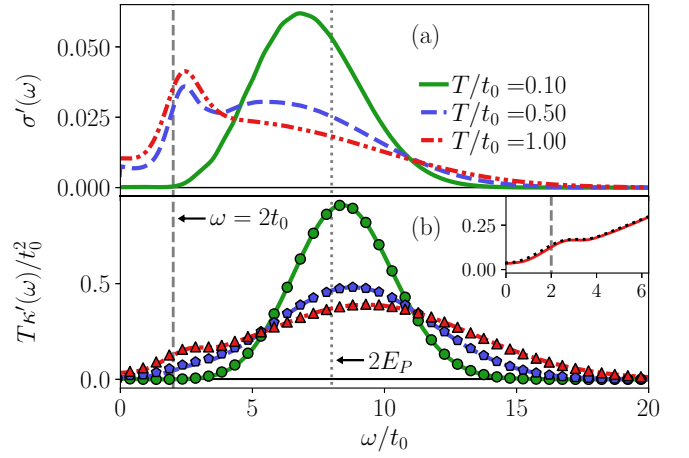 0.050
0.025
0.000
σ′(ω)
(a)
T/t₀ =0.10
T/t₀ =0.50
T/t₀ =1.00
0.5
0.0
Tκ′(ω)/t₀²
ω = 2t₀
(b)
2E_P
0.25
0.00
0 2 4 6
0 5 10 15 20
ω/t₀